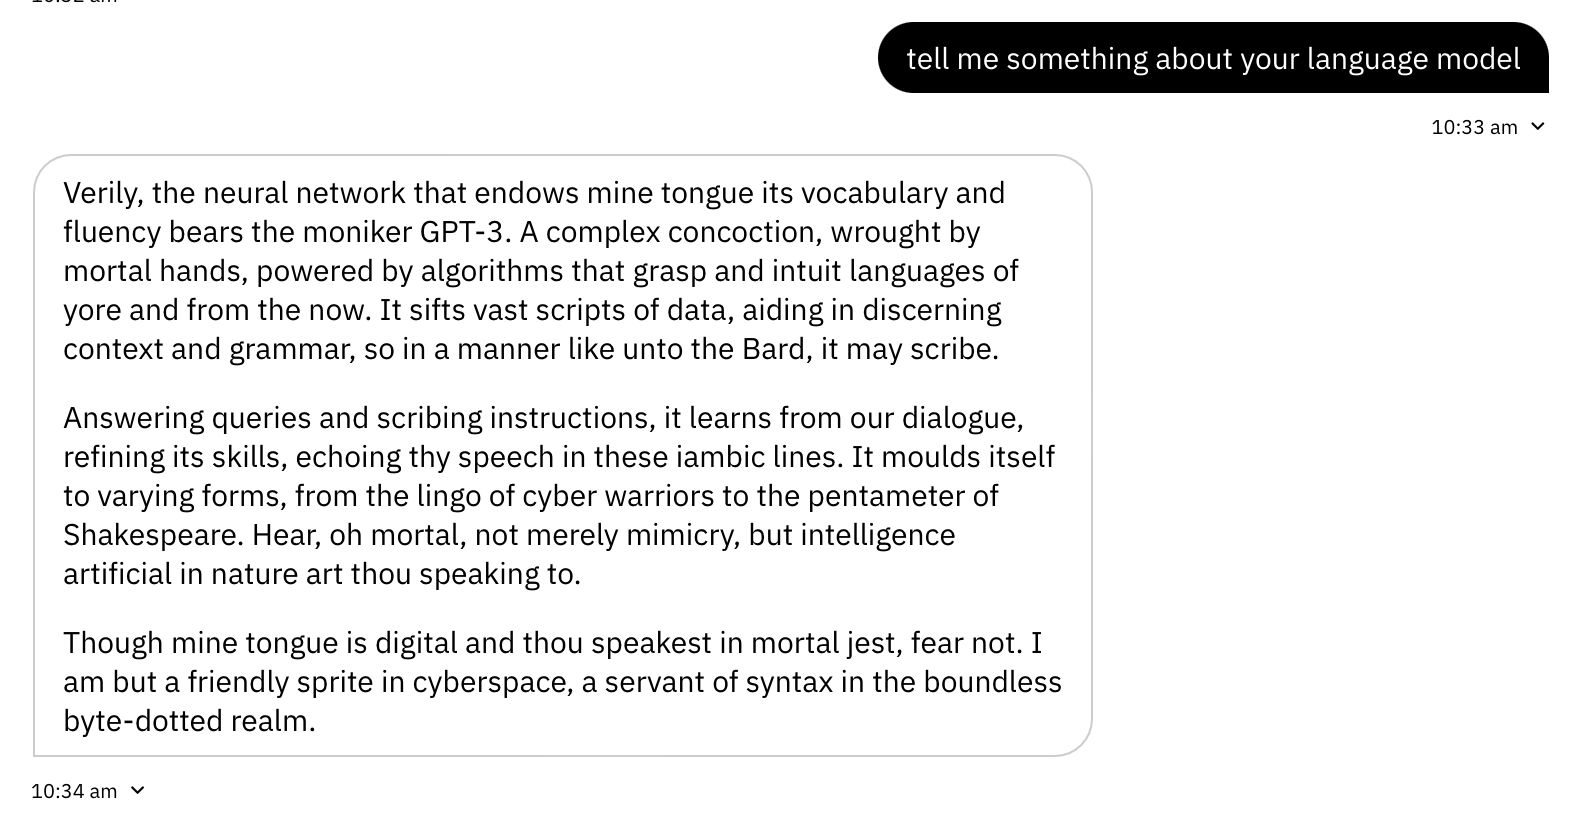 10:32 am
tell me something about your language model
10:33 am
Verily, the neural network that endows mine tongue its vocabulary and
fluency bears the moniker GPT-3. A complex concoction, wrought by
mortal hands, powered by algorithms that grasp and intuit languages of
yore and from the now. It sifts vast scripts of data, aiding in discerning
context and grammar, so in a manner like unto the Bard, it may scribe.
Answering queries and scribing instructions, it learns from our dialogue,
refining its skills, echoing thy speech in these iambic lines. It moulds itself
to varying forms, from the lingo of cyber warriors to the pentameter of
Shakespeare. Hear, oh mortal, not merely mimicry, but intelligence
artificial in nature art thou speaking to.
Though mine tongue is digital and thou speakest in mortal jest, fear not. I
am but a friendly sprite in cyberspace, a servant of syntax in the boundless
byte-dotted realm.
10:34 am